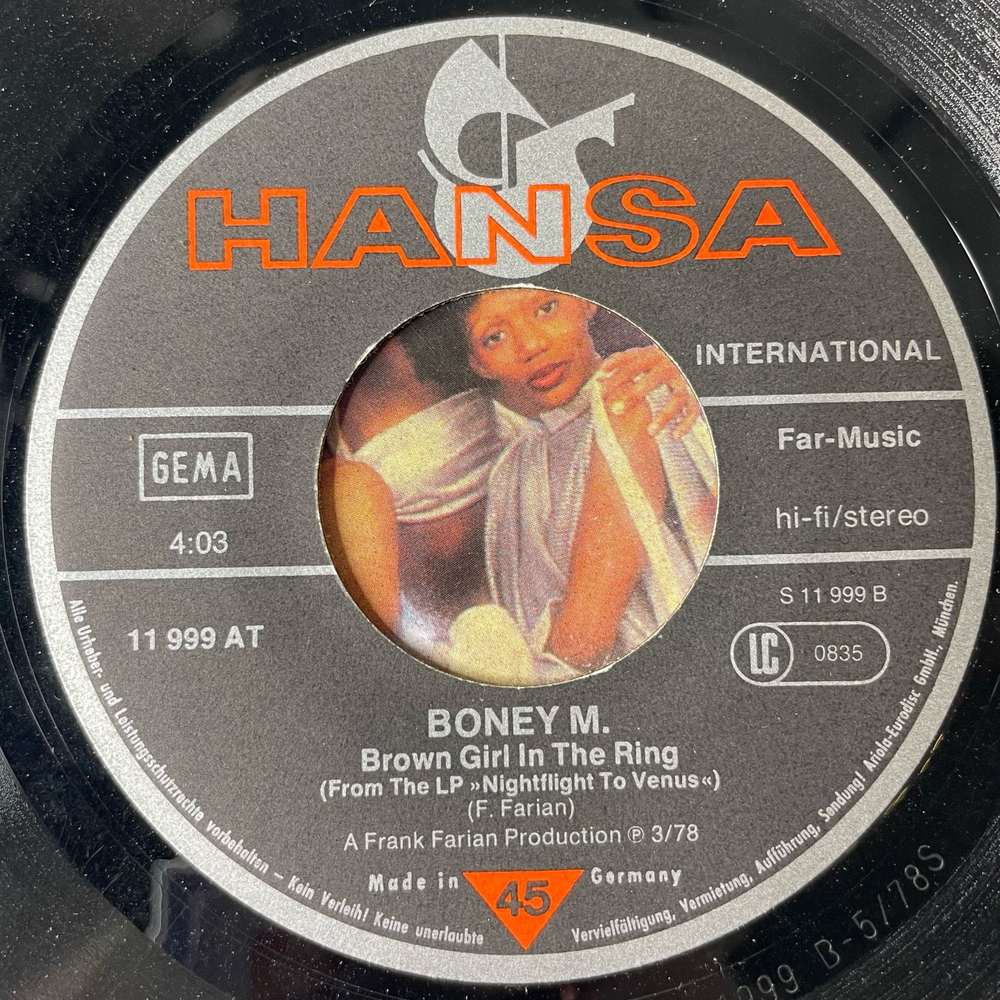 HANSA
INTERNATIONAL
GEMA
4:03
Far-Music
hi-fi/stereo
11 999 AT
S 11 999 B
LC 0835
BONEY M.
Brown Girl In The Ring
(From The LP »Nightflight To Venus«)
(F. Farian)
A Frank Farian Production ℗ 3/78
Made in Germany
45
Alle Urheber- und Leistungsschutzrechte vorbehalten – Kein Verleih! Keine unerlaubte Vervielfältigung, Vermietung, Aufführung, Sendung! Ariola-Eurodisc GmbH., München.
999 B-5/78S